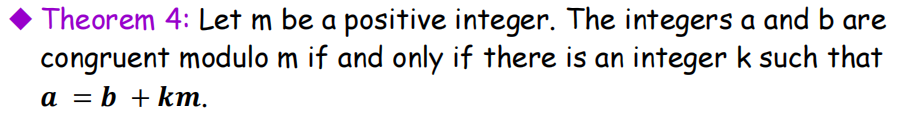 ◆ Theorem 4: Let m be a positive integer. The integers a and b are
congruent modulo m if and only if there is an integer k such that
a = b + km.